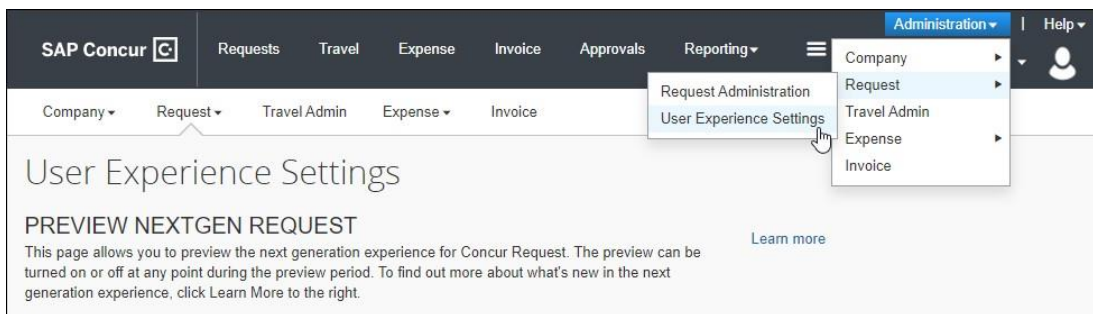 Administration | Help
SAP Concur C Requests Travel Expense Invoice Approvals Reporting
Company
Request
Travel Admin
Expense
Invoice
Request Administration
User Experience Settings
Company Request Travel Admin Expense Invoice
User Experience Settings
PREVIEW NEXTGEN REQUEST
This page allows you to preview the next generation experience for Concur Request. The preview can be
turned on or off at any point during the preview period. To find out more about what's new in the next
generation experience, click Learn More to the right.
Learn more